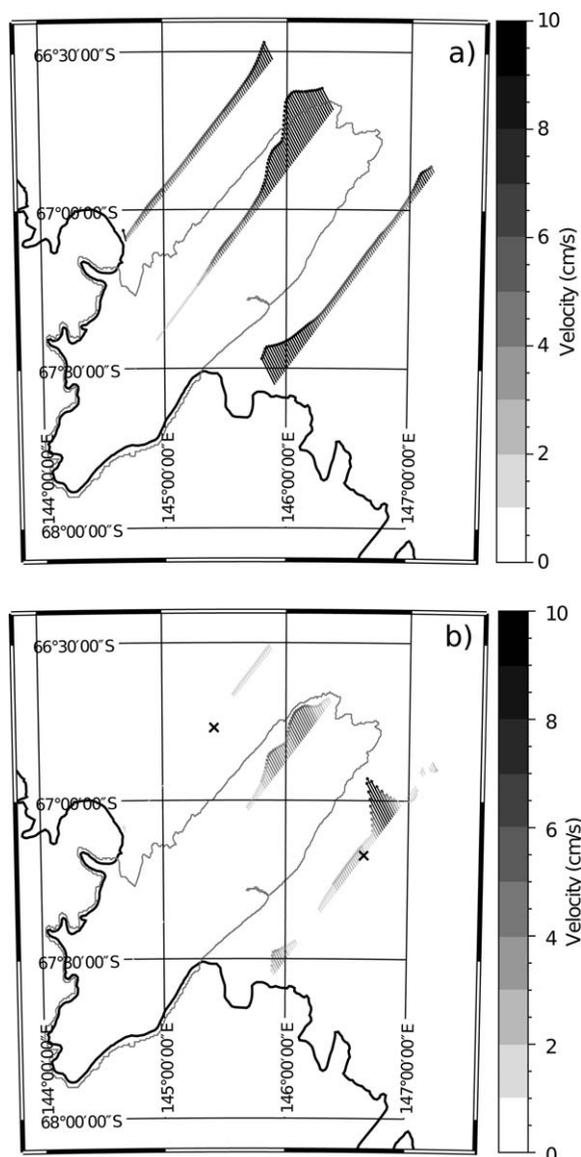 a)
66°30′00″S
67°00′00″S
67°30′00″S
68°00′00″S
144°00′00″E
145°00′00″E
146°00′00″E
147°00′00″E
10
8
6
4
2
0
Velocity (cm/s)
b)
66°30′00″S
67°00′00″S
67°30′00″S
68°00′00″S
144°00′00″E
145°00′00″E
146°00′00″E
147°00′00″E
10
8
6
4
2
0
Velocity (cm/s)